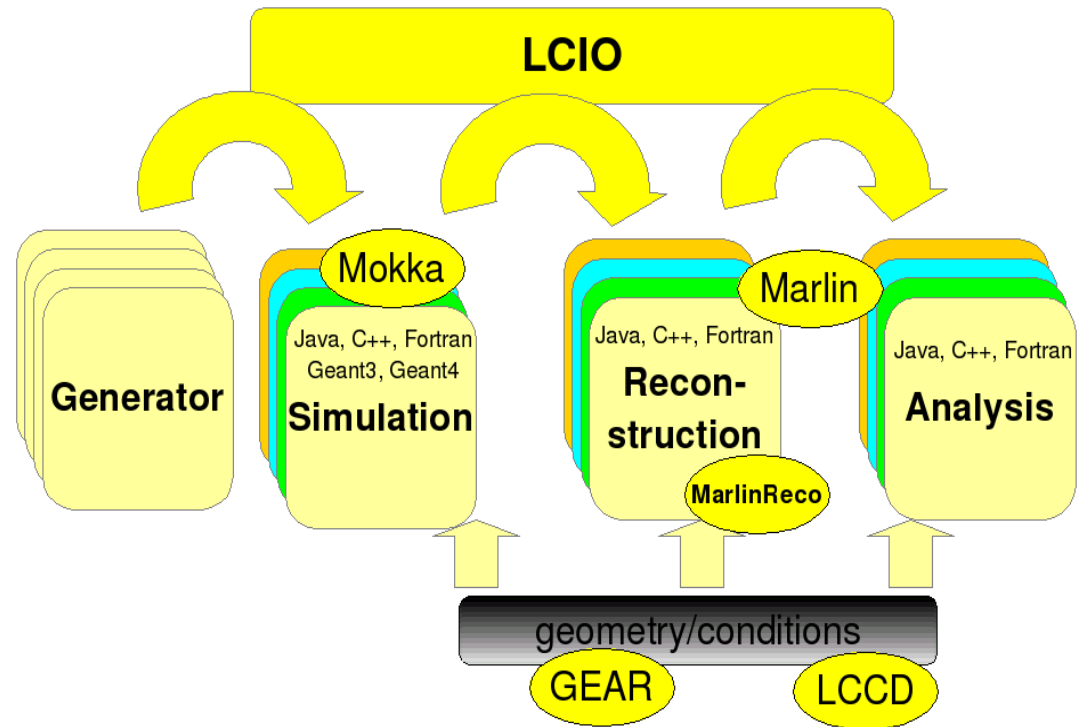 LCIO
Generator
Mokka
Java, C++, Fortran
Geant3, Geant4
Simulation
Java, C++, Fortran
Recon-
struction
MarlinReco
Marlin
Java, C++, Fortran
Analysis
geometry/conditions
GEAR
LCCD